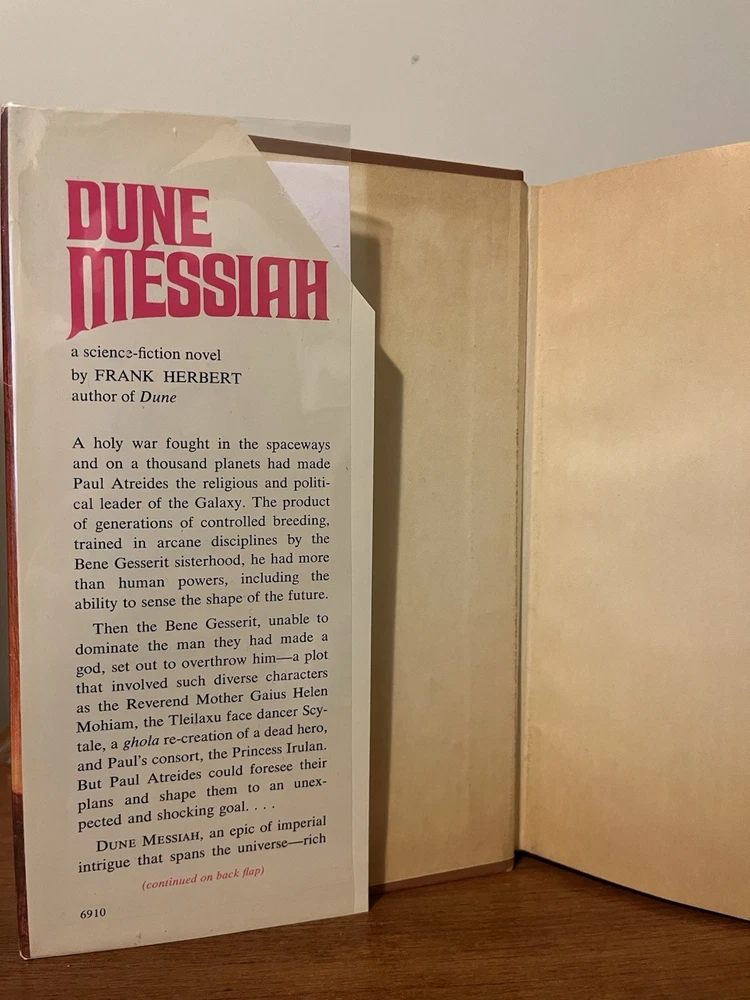 DUNE
MESSIAH
a science-fiction novel
by FRANK HERBERT
author of Dune
A holy war fought in the spaceways
and on a thousand planets had made
Paul Atreides the religious and politi-
cal leader of the Galaxy. The product
of generations of controlled breeding,
trained in arcane disciplines by the
Bene Gesserit sisterhood, he had more
than human powers, including the
ability to sense the shape of the future.
Then the Bene Gesserit, unable to
dominate the man they had made a
god, set out to overthrow him—a plot
that involved such diverse characters
as the Reverend Mother Gaius Helen
Mohiam, the Tleilaxu face dancer Scy-
tale, a ghola re-creation of a dead hero,
and Paul's consort, the Princess Irulan.
But Paul Atreides could foresee their
plans and shape them to an unex-
pected and shocking goal. . . .
DUNE MESSIAH, an epic of imperial
intrigue that spans the universe—rich
(continued on back flap)
6910